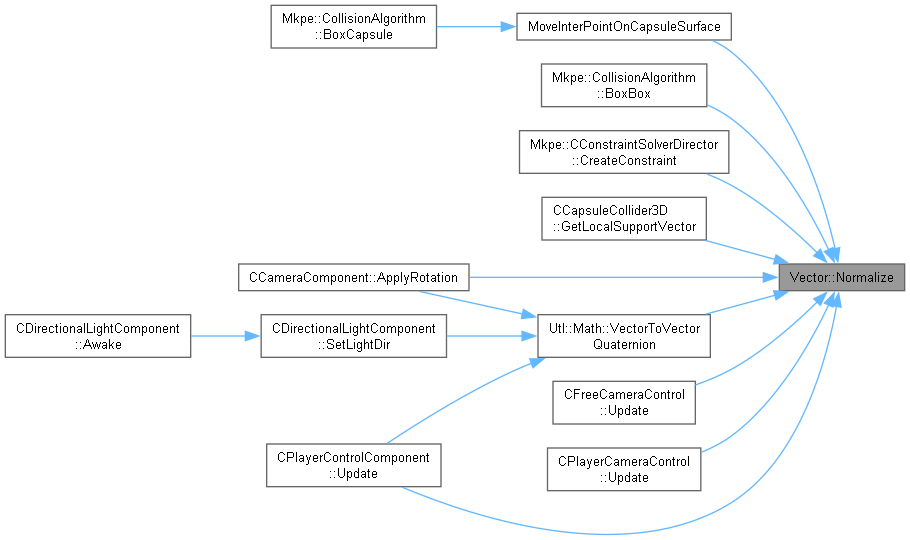 Mkpe::CollisionAlgorithm
::BoxCapsule
MoveInterPointOnCapsuleSurface
Mkpe::CollisionAlgorithm
::BoxBox
Mkpe::CConstraintSolverDirector
::CreateConstraint
CCapsuleCollider3D
::GetLocalSupportVector
CCameraComponent::ApplyRotation
Vector::Normalize
CDirectionalLightComponent
::Awake
CDirectionalLightComponent
::SetLightDir
Utl::Math::VectorToVector
Quaternion
CFreeCameraControl
::Update
CPlayerControlComponent
::Update
CPlayerCameraControl
::Update